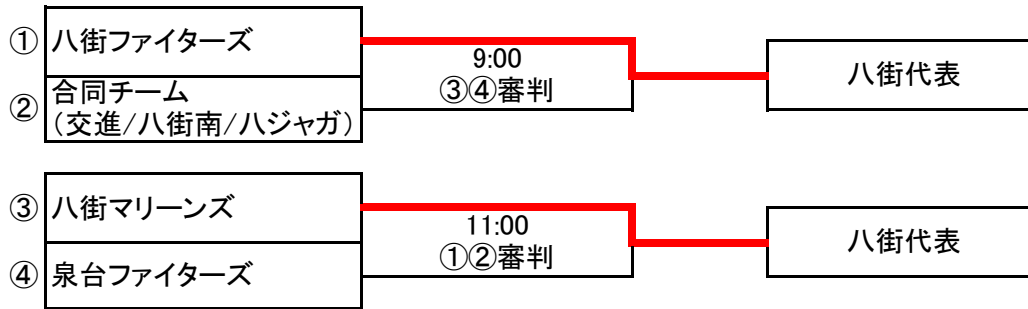 ① 八街ファイターズ
9:00
③④審判
八街代表
② 合同チーム
(交進/八街南/八ジャガ)
③ 八街マリーンズ
11:00
①②審判
八街代表
④ 泉台ファイターズ